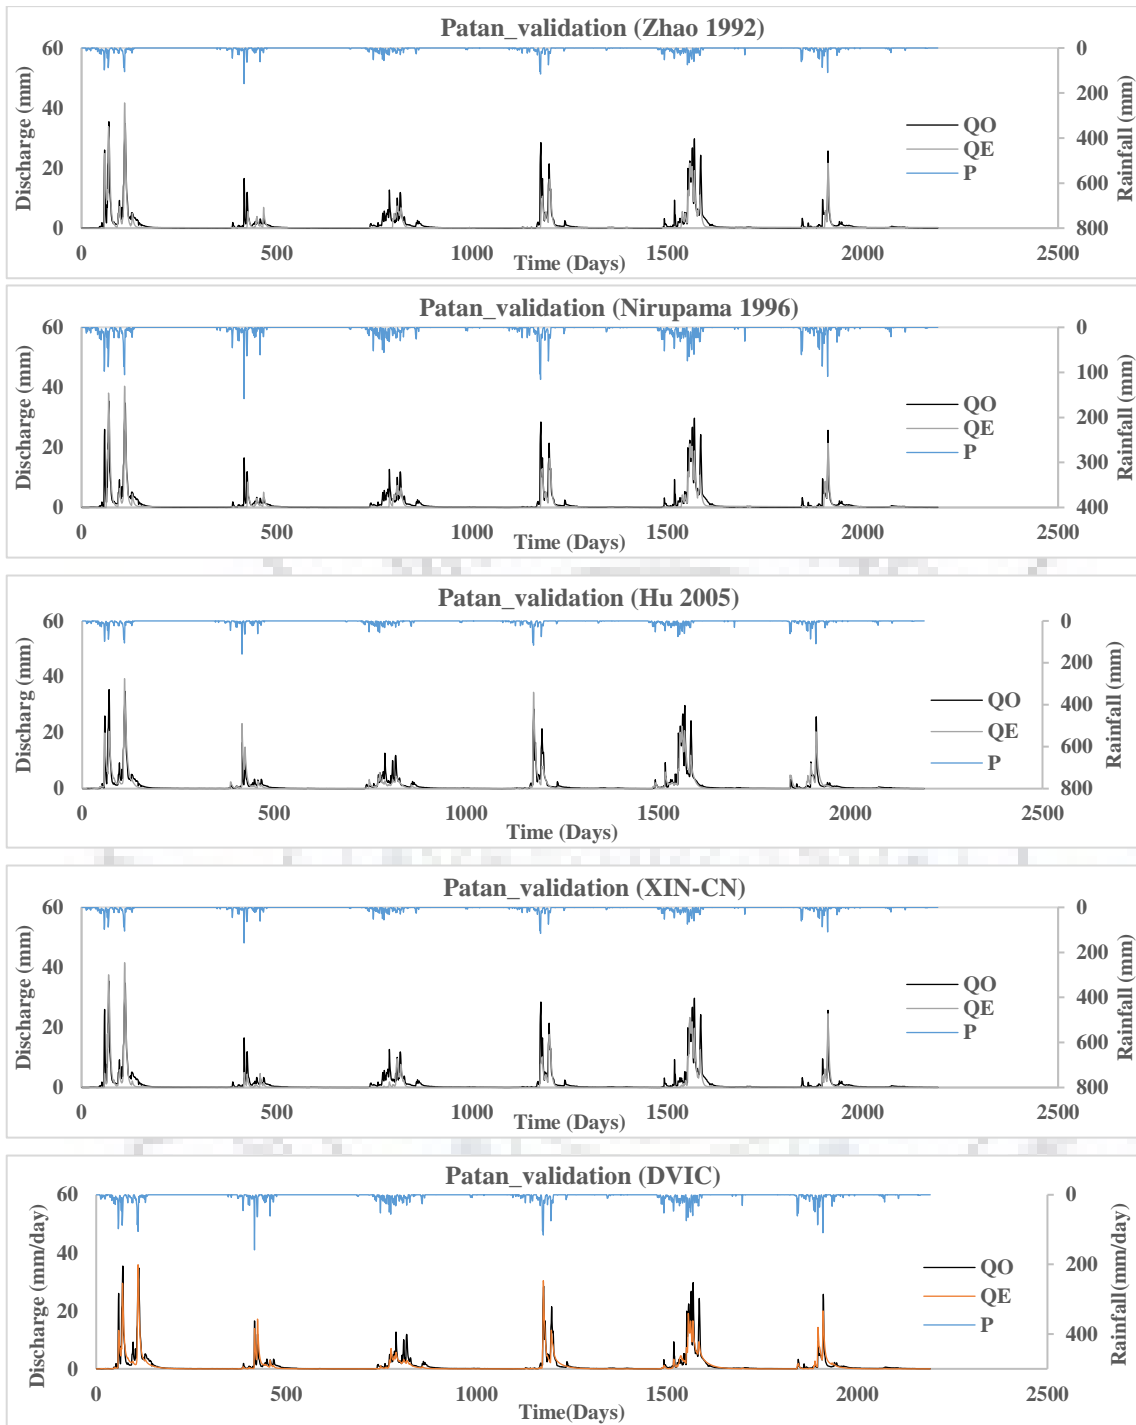 Patan_validation (Zhao 1992)
60 0
40 200
20 400
0 600
800
Discharge (mm)
Rainfall (mm)
QO
QE
P
0 500 1000 1500 2000 2500
Time (Days)
Patan_validation (Nirupama 1996)
60 0
40 100
20 200
0 300
400
Discharge (mm)
Rainfall (mm)
QO
QE
P
0 500 1000 1500 2000 2500
Time (Days)
Patan_validation (Hu 2005)
60 0
40 200
20 400
0 600
800
Discharg (mm)
Rainfall (mm)
QO
QE
P
0 500 1000 1500 2000 2500
Time (Days)
Patan_validation (XIN-CN)
60 0
40 200
20 400
0 600
800
Discharge (mm)
Rainfall (mm)
QO
QE
P
0 500 1000 1500 2000 2500
Time (Days)
Patan_validation (DVIC)
60 0
40 200
20 400
0
Discharge (mm/day)
Rainfall(mm/day)
QO
QE
P
0 500 1000 1500 2000 2500
Time(Days)